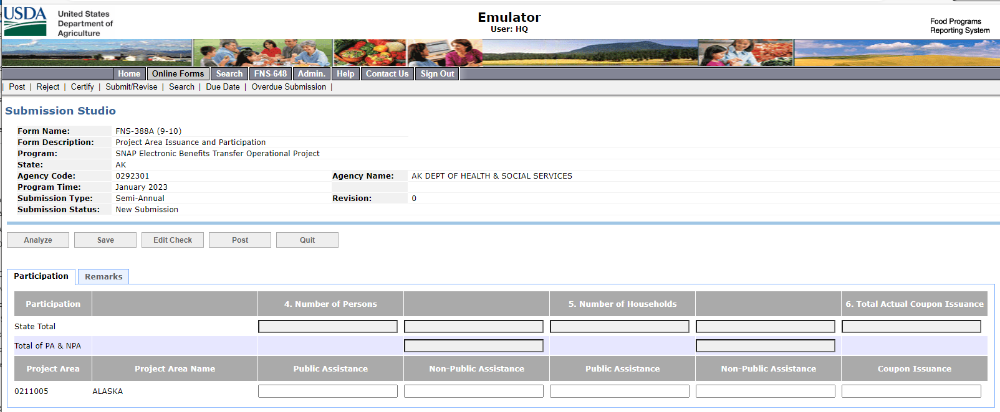 USDA United States
Department of
Agriculture
Emulator
User: HQ
Food Programs
Reporting System
Home Online Forms Search FNS-648 Admin. Help Contact Us Sign Out
| Post | Reject | Certify | Submit/Revise | Search | Due Date | Overdue Submission |
Submission Studio
Form Name: FNS-388A (9-10)
Form Description: Project Area Issuance and Participation
Program: SNAP Electronic Benefits Transfer Operational Project
State: AK
Agency Code: 0292301 Agency Name: AK DEPT OF HEALTH & SOCIAL SERVICES
Program Time: January 2023
Submission Type: Semi-Annual Revision: 0
Submission Status: New Submission
Analyze Save Edit Check Post Quit
Participation Remarks
Participation 4. Number of Persons 5. Number of Households 6. Total Actual Coupon Issuance
State Total
Total of PA & NPA
Project Area Project Area Name Public Assistance Non-Public Assistance Public Assistance Non-Public Assistance Coupon Issuance
0211005 ALASKA